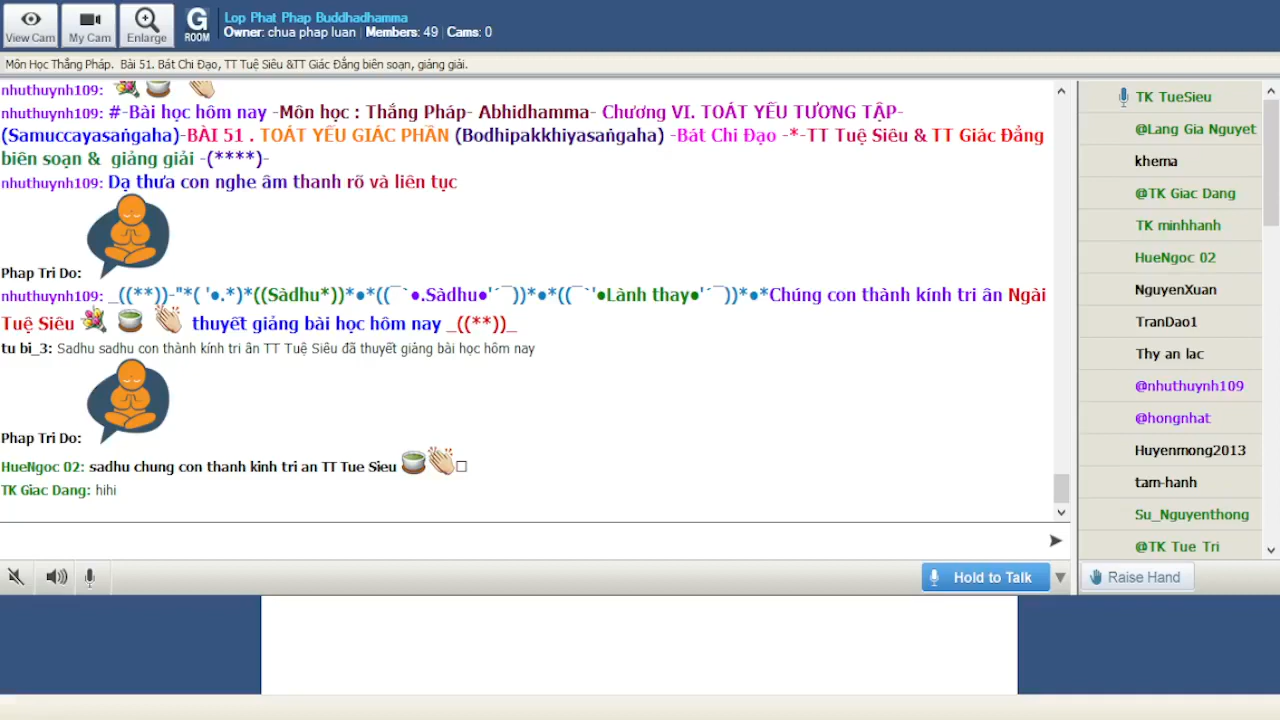 View Cam
My Cam
Enlarge
G
ROOM
Lop Phat Phap Buddhadhamma
Owner: chua phap luan | Members: 49 | Cams: 0
Môn Học Thắng Pháp. Bài 51. Bát Chi Đạo, TT Tuệ Siêu &TT Giác Đẳng biên soạn, giảng giải.
nhuthuynh109:
nhuthuynh109: #-Bài học hôm nay -Môn học : Thắng Pháp- Abhidhamma- Chương VI. TOÁT YẾU TƯƠNG TẬP-
(Samuccayasaṅgaha)-BÀI 51 . TOÁT YẾU GIÁC PHẦN (Bodhipakkhiyasaṅgaha) -Bát Chi Đạo -*-TT Tuệ Siêu & TT Giác Đẳng
biên soạn & giảng giải -(****)-
nhuthuynh109: Dạ thưa con nghe âm thanh rõ và liên tục
Phap Tri Do:
nhuthuynh109: _((**))-"*( '●.*)*((Sàdhu*))*●*((¯`●.Sàdhu●'´¯))*●*((¯`'●Lành thay●'´¯))*●*Chúng con thành kính tri ân Ngài
Tuệ Siêu thuyết giảng bài học hôm nay _((**))_
tu bi_3: Sadhu sadhu con thành kính tri ân TT Tuệ Siêu đã thuyết giảng bài học hôm nay
Phap Tri Do:
HueNgoc 02: sadhu chung con thanh kinh tri an TT Tue Sieu
TK Giac Dang: hihi
Hold to Talk
TK TueSieu
@Lang Gia Nguyet
khema
@TK Giac Dang
TK minhhanh
HueNgoc 02
NguyenXuan
TranDao1
Thy an lac
@nhuthuynh109
@hongnhat
Huyenmong2013
tam-hanh
Su_Nguyenthong
@TK Tue Tri
Raise Hand